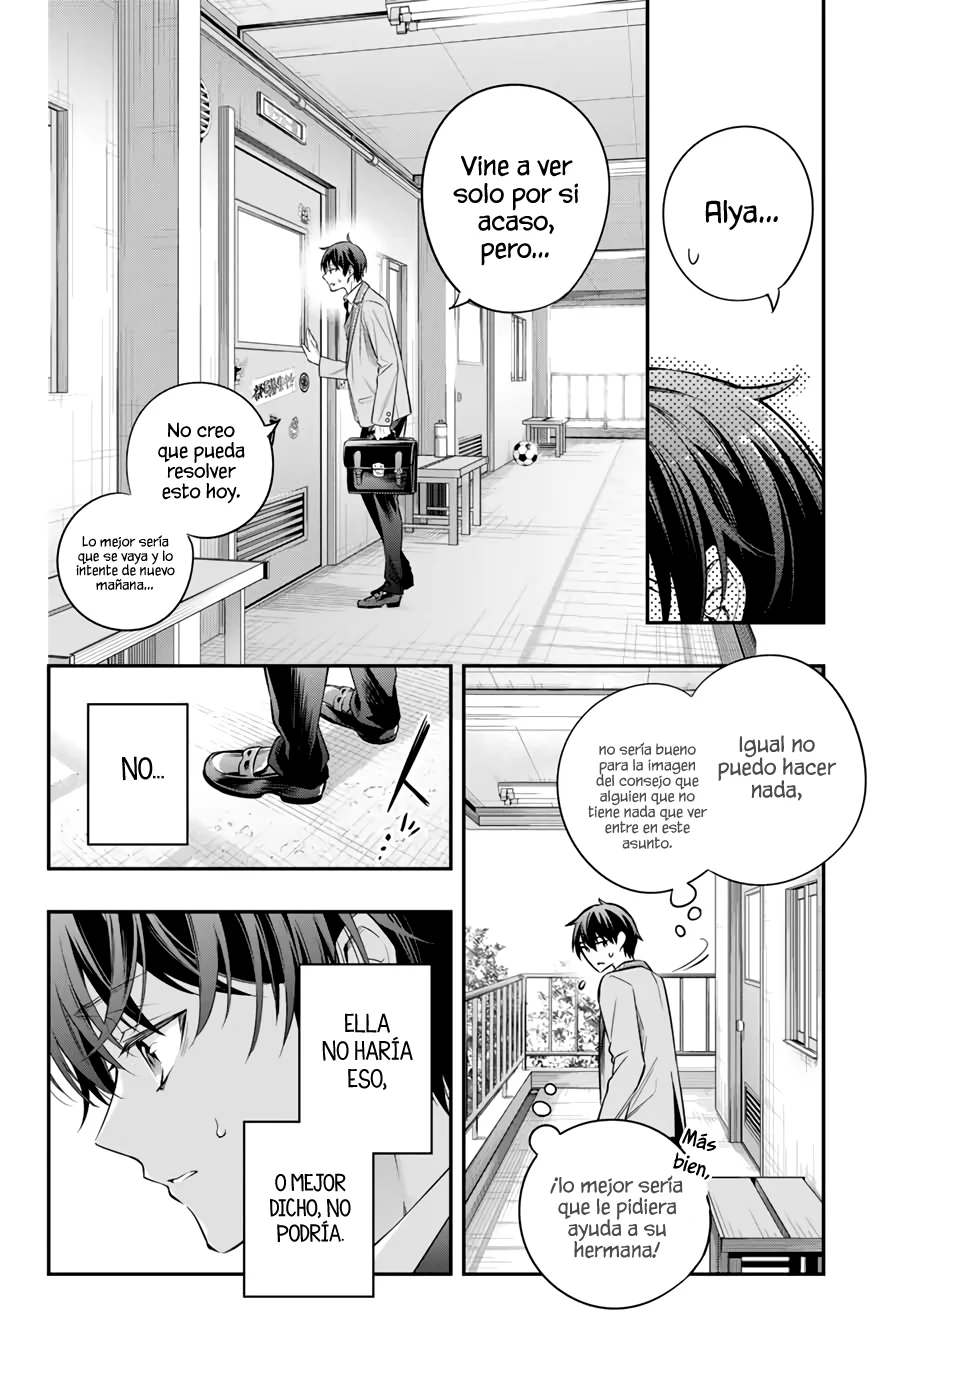 Alya...
Vine a ver
solo por si
acaso,
pero...
No creo
que pueda
resolver
esto hoy.
Lo mejor sería
que se vaya y lo
intente de nuevo
mañana...
Igual no
puedo hacer
nada,
no sería bueno
para la imagen
del consejo que
alguien que no
tiene nada que ver
entre en este
asunto.
Más
bien,
¡lo mejor sería
que le pidiera
ayuda a su
hermana!
NO...
ELLA
NO HARÍA
ESO,
O MEJOR
DICHO, NO
PODRÍA.